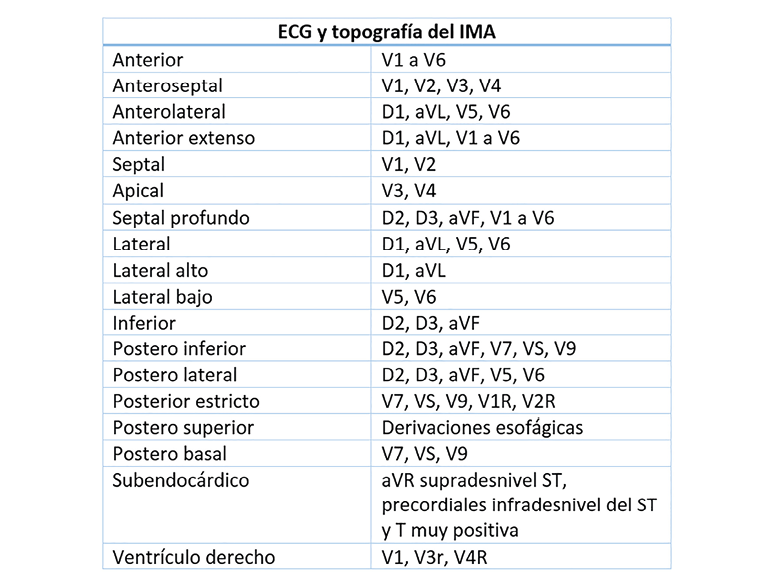 ECG y topografía del IMA
Anterior V1 a V6
Anteroseptal V1, V2, V3, V4
Anterolateral D1, aVL, V5, V6
Anterior extenso D1, aVL, V1 a V6
Septal V1, V2
Apical V3, V4
Septal profundo D2, D3, aVF, V1 a V6
Lateral D1, aVL, V5, V6
Lateral alto D1, aVL
Lateral bajo V5, V6
Inferior D2, D3, aVF
Postero inferior D2, D3, aVF, V7, VS, V9
Postero lateral D2, D3, aVF, V5, V6
Posterior estricto V7, VS, V9, V1R, V2R
Postero superior Derivaciones esofágicas
Postero basal V7, VS, V9
Subendocárdico aVR supradesnivel ST,
precordiales infradesnivel del ST
y T muy positiva
Ventrículo derecho V1, V3r, V4R